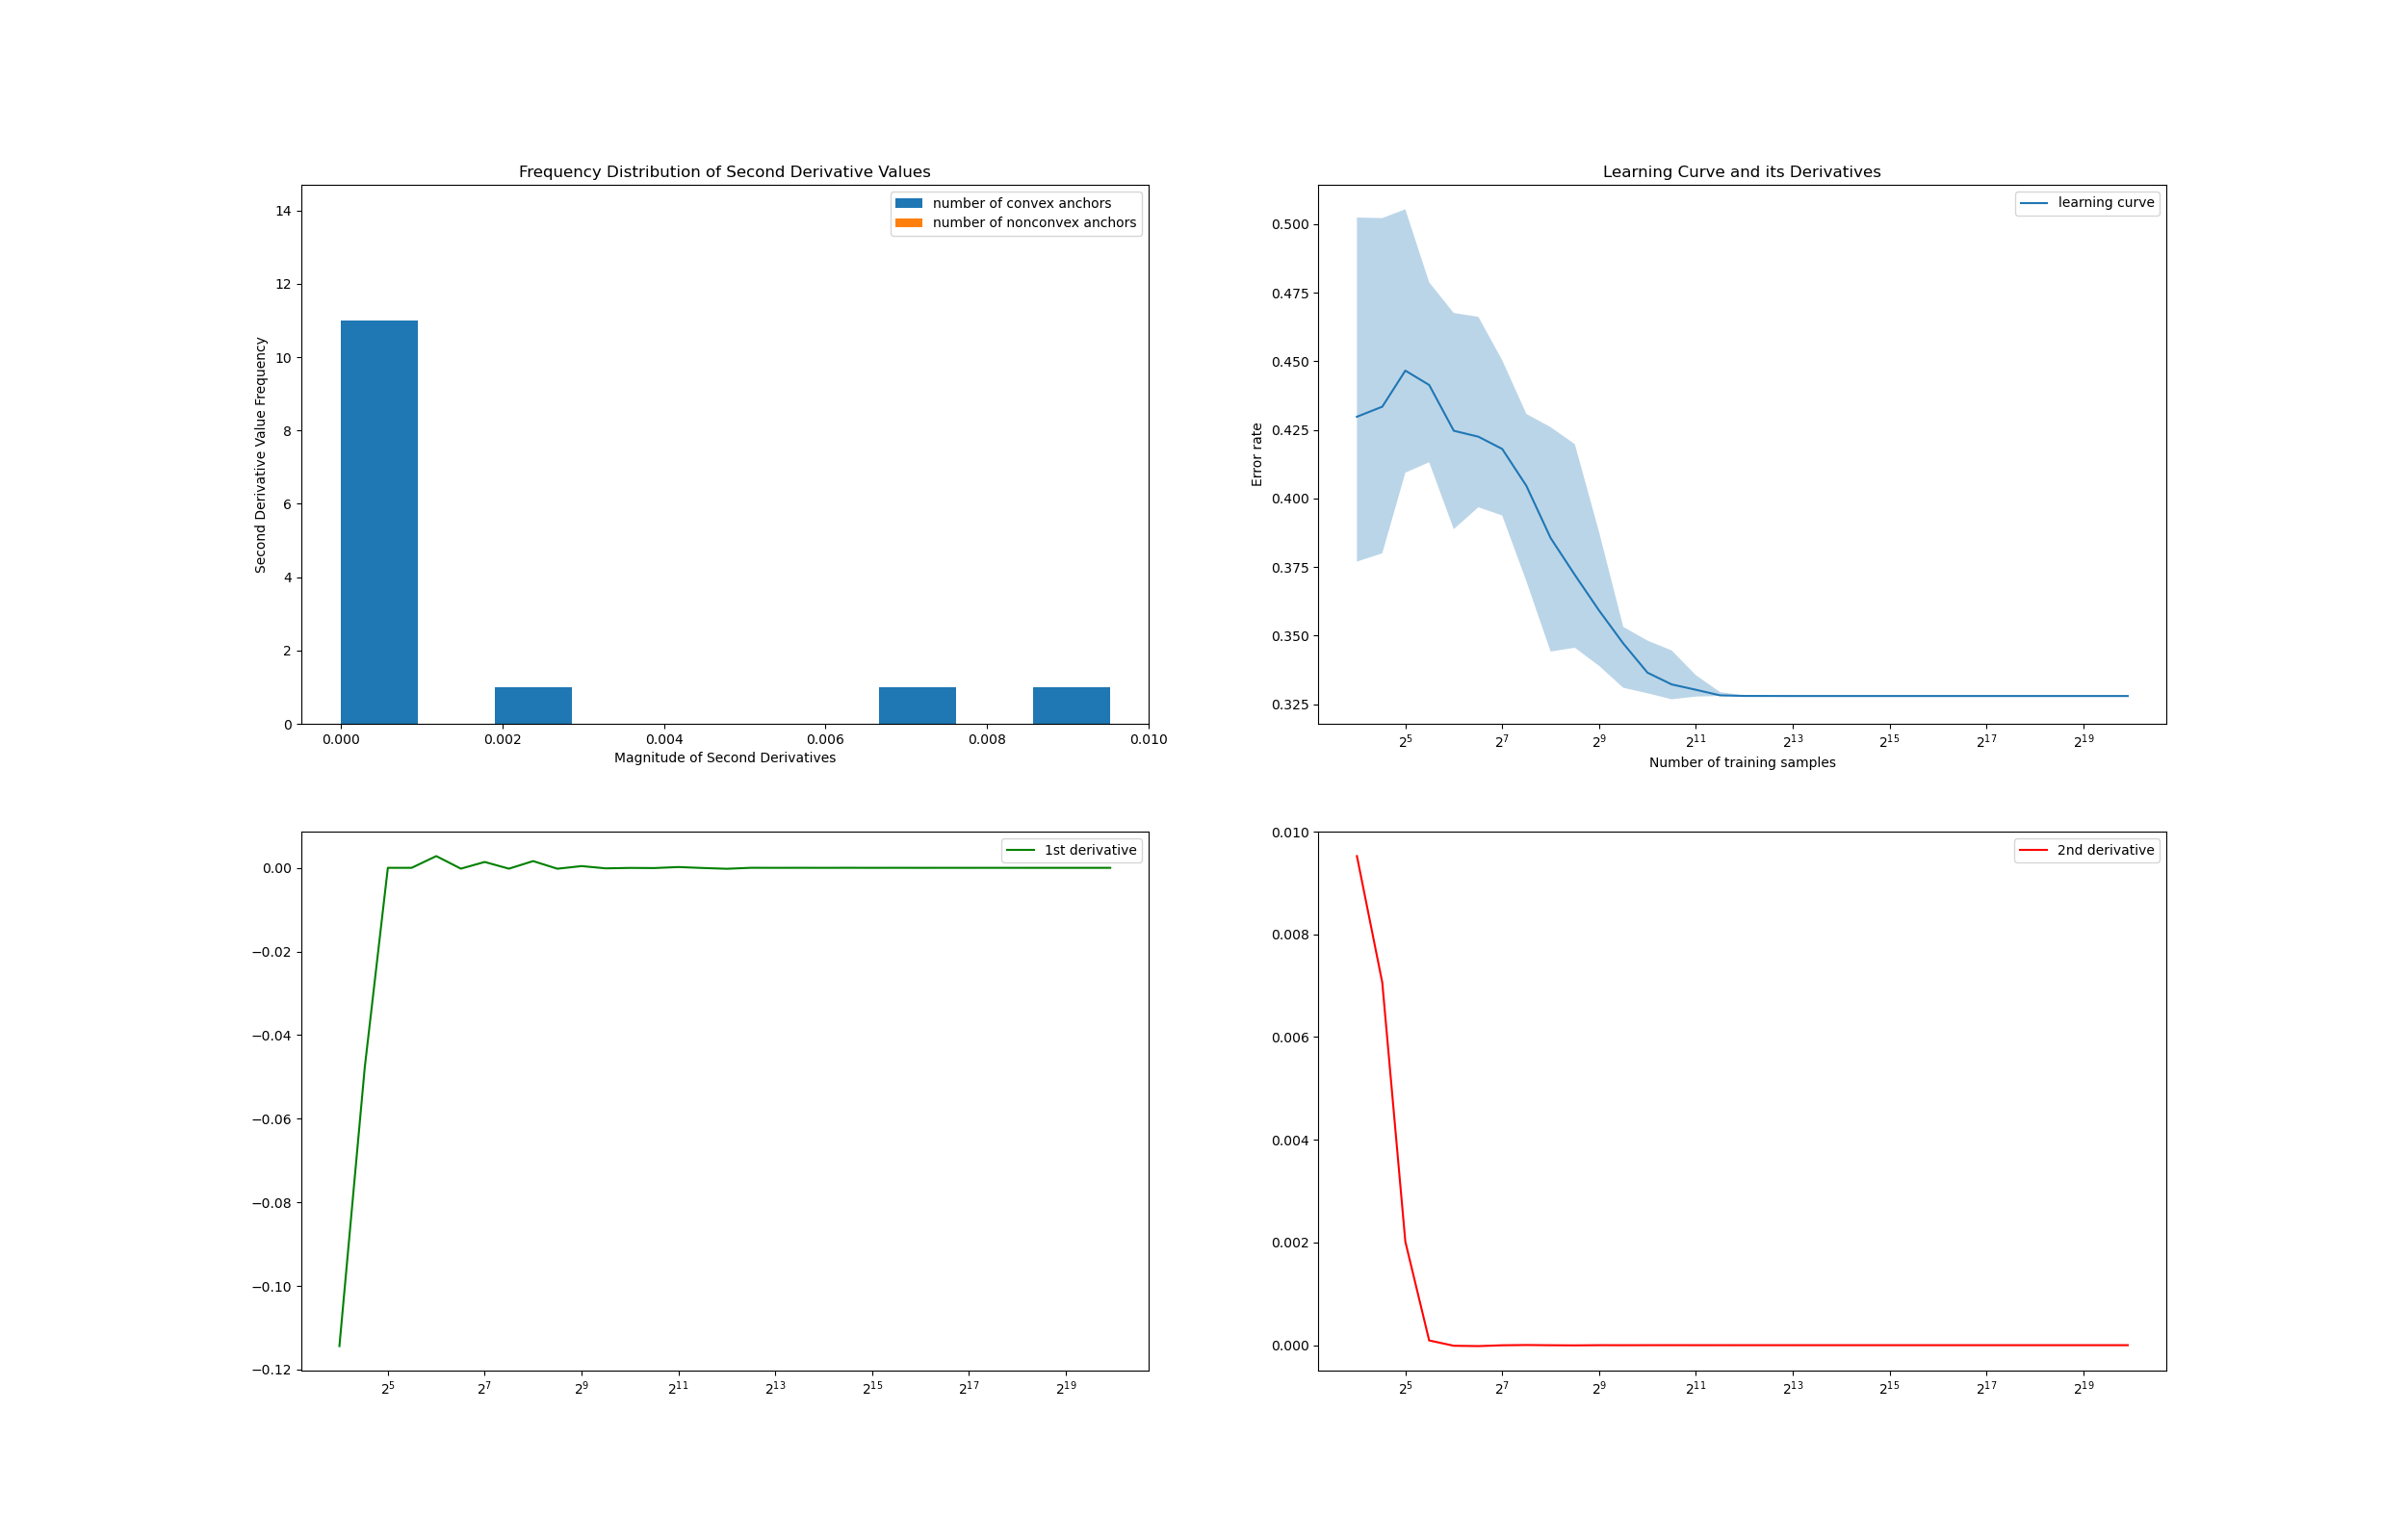 Frequency Distribution of Second Derivative Values
number of convex anchors
number of nonconvex anchors
14
12
10
8
6
4
2
0
Second Derivative Value Frequency
0.000 0.002 0.004 0.006 0.008 0.010
Magnitude of Second Derivatives
Learning Curve and its Derivatives
learning curve
0.500
0.475
0.450
0.425
0.400
0.375
0.350
0.325
Error rate
2^5 2^7 2^9 2^11 2^13 2^15 2^17 2^19
Number of training samples
1st derivative
0.00
−0.02
−0.04
−0.06
−0.08
−0.10
−0.12
2^5 2^7 2^9 2^11 2^13 2^15 2^17 2^19
2nd derivative
0.010
0.008
0.006
0.004
0.002
0.000
2^5 2^7 2^9 2^11 2^13 2^15 2^17 2^19